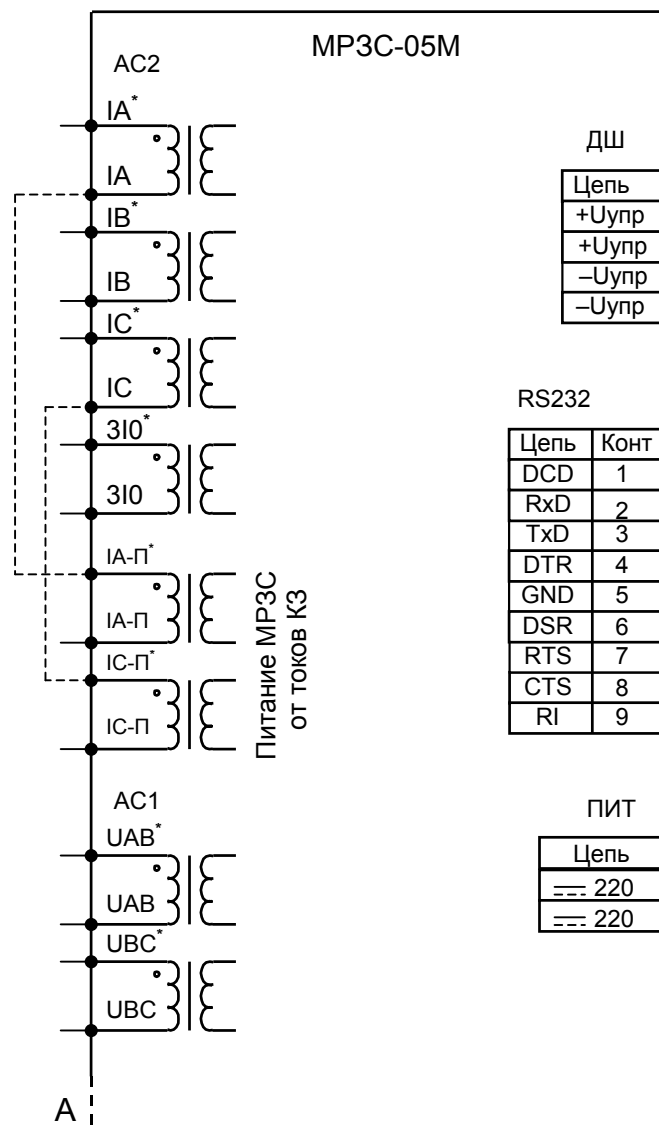 МРЗС-05М
АС2
IA*
IA
IB*
IB
IC*
IC
3I0*
3I0
IA-П*
IA-П
IC-П*
IC-П
Питание МРЗС
от токов КЗ
АС1
UAB*
UAB
UBC*
UBC
А
ДШ
Цепь
+Uупр
+Uупр
–Uупр
–Uупр
RS232
Цепь Конт
DCD 1
RxD 2
TxD 3
DTR 4
GND 5
DSR 6
RTS 7
CTS 8
RI 9
ПИТ
Цепь
220
220